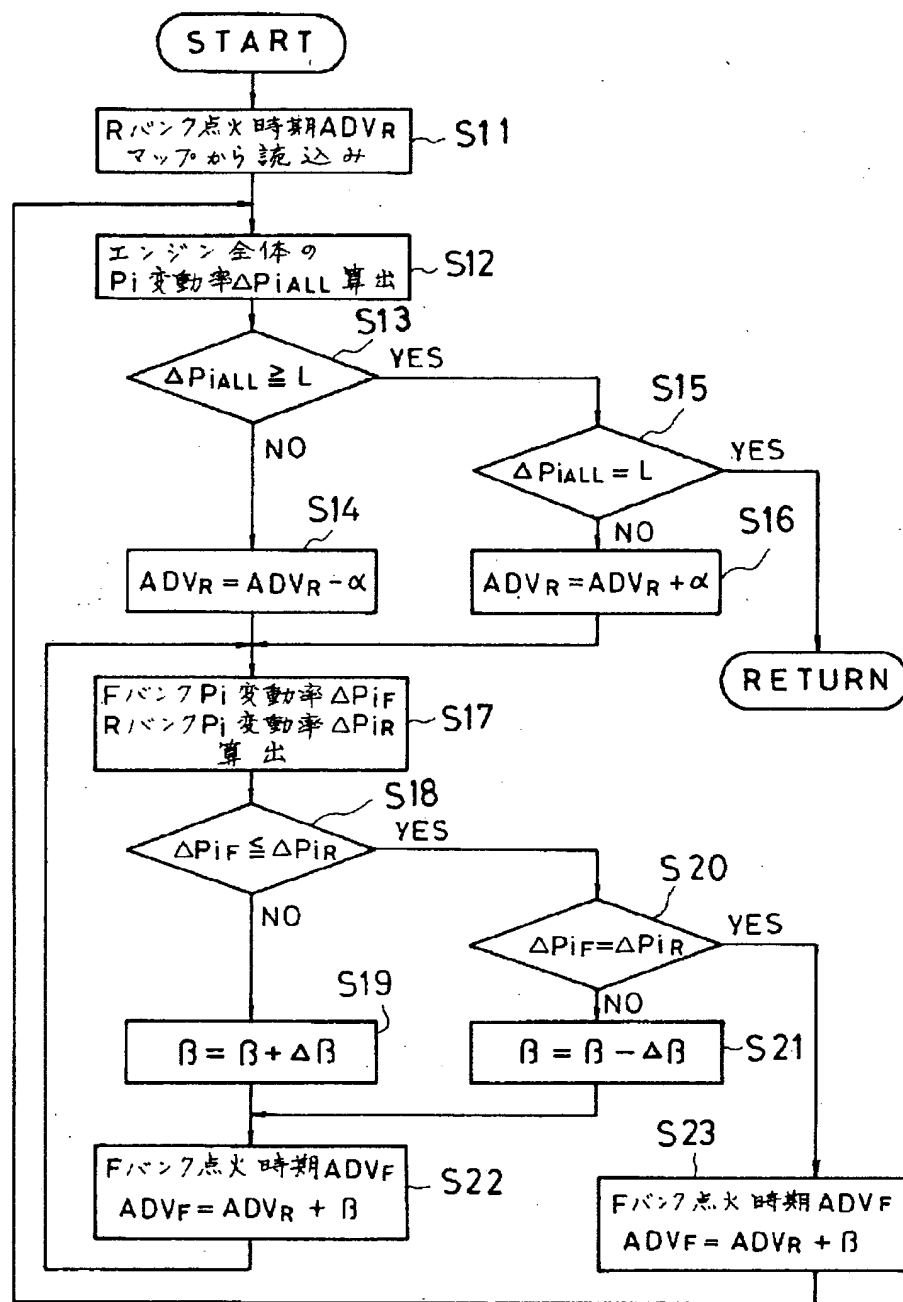 START
Rバンク点火時期ADVR
マップから読込み
S11
エンジン全体の
Pi変動率ΔPiALL算出
S12
S13
ΔPiALL≧L
YES
NO
S15
ΔPiALL=L
YES
NO
S14
ADVR=ADVR-α
S16
ADVR=ADVR+α
RETURN
FバンクPi変動率ΔPiF
RバンクPi変動率ΔPiR
算出
S17
S18
ΔPiF≦ΔPiR
YES
NO
S20
ΔPiF=ΔPiR
YES
NO
S19
β=β+Δβ
β=β-Δβ
S21
Fバンク点火時期ADVF
ADVF=ADVR+β
S22
S23
Fバンク点火時期ADVF
ADVF=ADVR+β